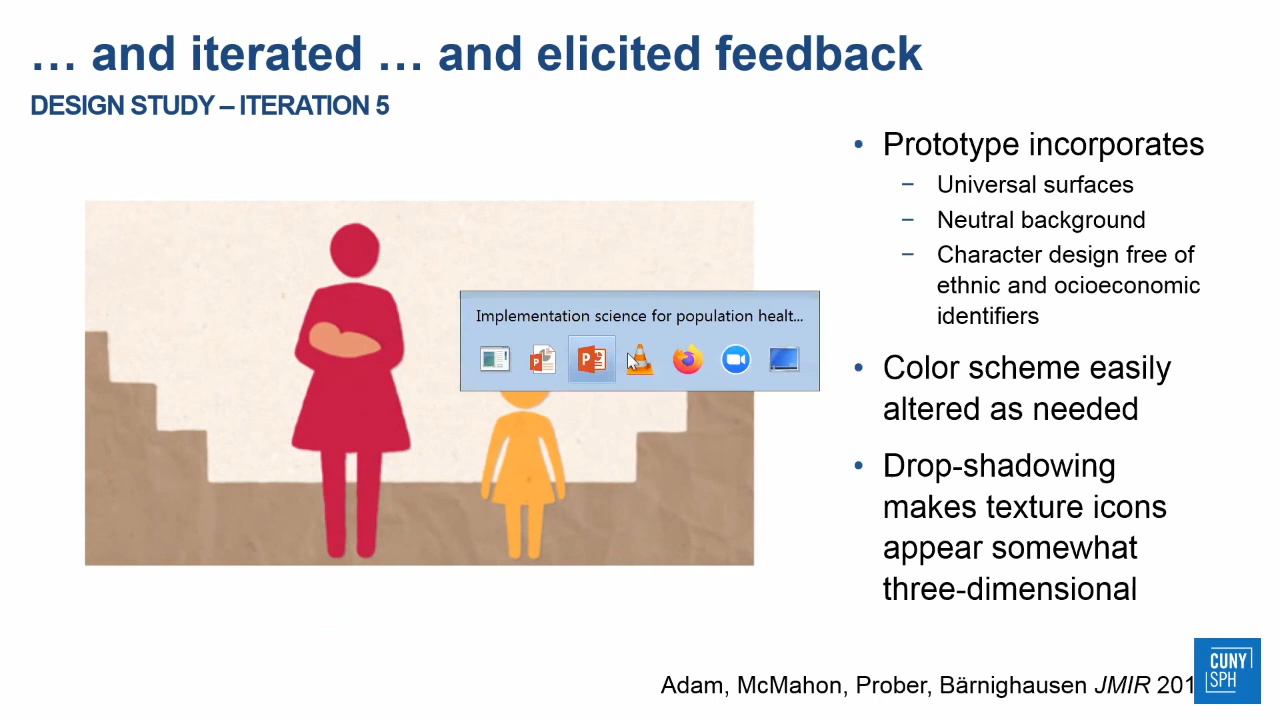 … and iterated … and elicited feedback
DESIGN STUDY – ITERATION 5
• Prototype incorporates
− Universal surfaces
− Neutral background
− Character design free of
ethnic and ocioeconomic
identifiers
• Color scheme easily
altered as needed
• Drop-shadowing
makes texture icons
appear somewhat
three-dimensional
Implementation science for population healt...
Adam, McMahon, Prober, Bärnighausen JMIR 201
CUNY
SPH